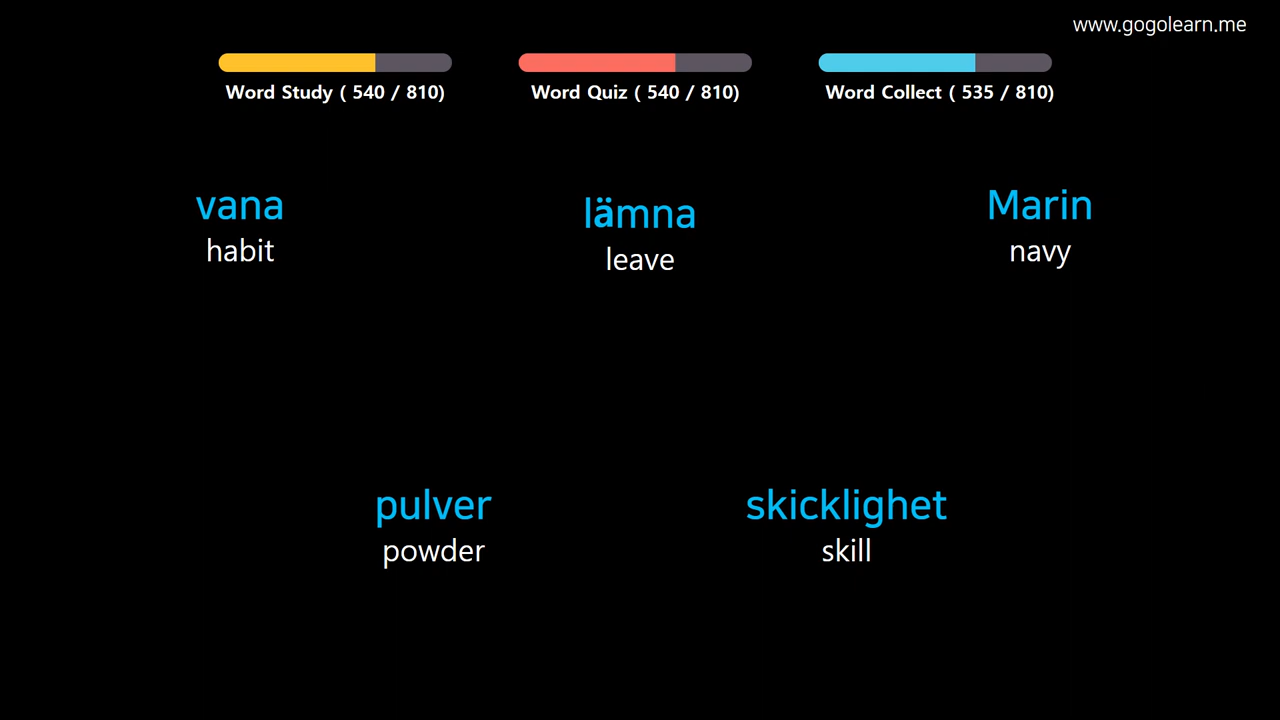 www.gogolearn.me
Word Study ( 540 / 810)
Word Quiz ( 540 / 810)
Word Collect ( 535 / 810)
vana
habit
lämna
leave
Marin
navy
pulver
powder
skicklighet
skill